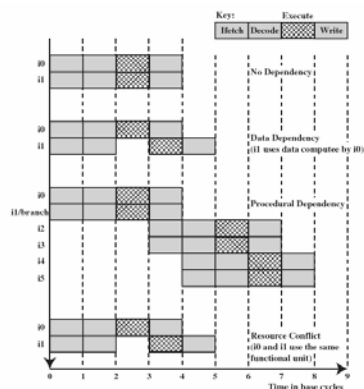 Key: Execute
Ifetch Decode Write
i0
i1
No Dependency
i0
i1
Data Dependency
(i1 uses data computee by i0)
i0
i1/branch
Procedural Dependency
i2
i3
i4
i5
i0
i1
Resource Conflict
(i0 and i1 use the same
functional unit)
0 1 2 3 4 5 6 7 8 9
Time in base cycles